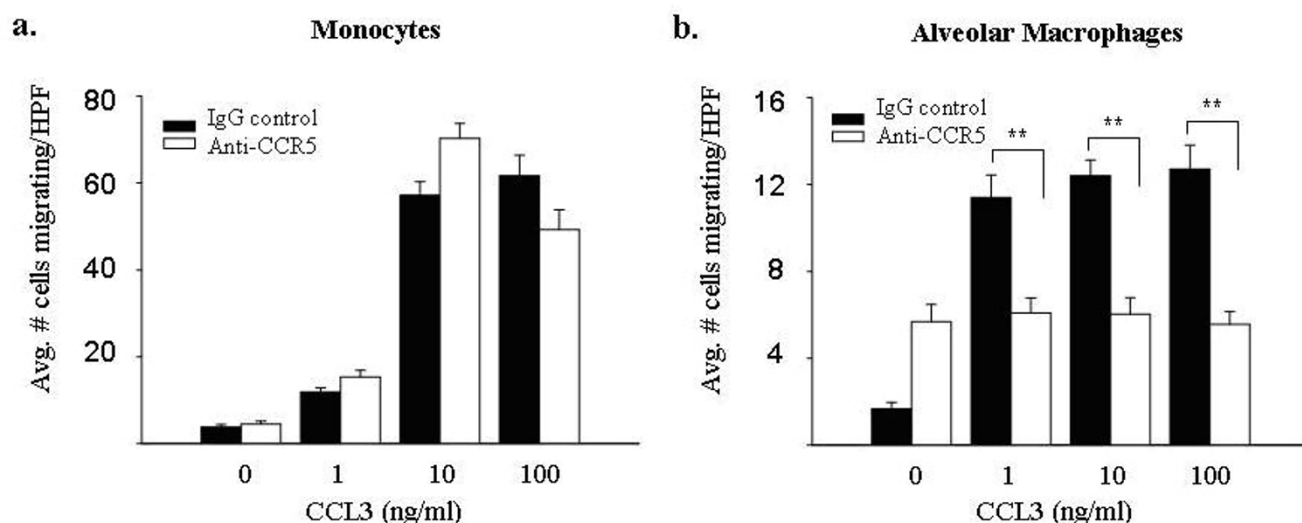 a.
Monocytes
Avg. # cells migrating/HPF
80
60
40
20
IgG control
Anti-CCR5
0 1 10 100
CCL3 (ng/ml)
b.
Alveolar Macrophages
Avg. # cells migrating/HPF
16
12
8
4
IgG control
Anti-CCR5
** ** **
0 1 10 100
CCL3 (ng/ml)